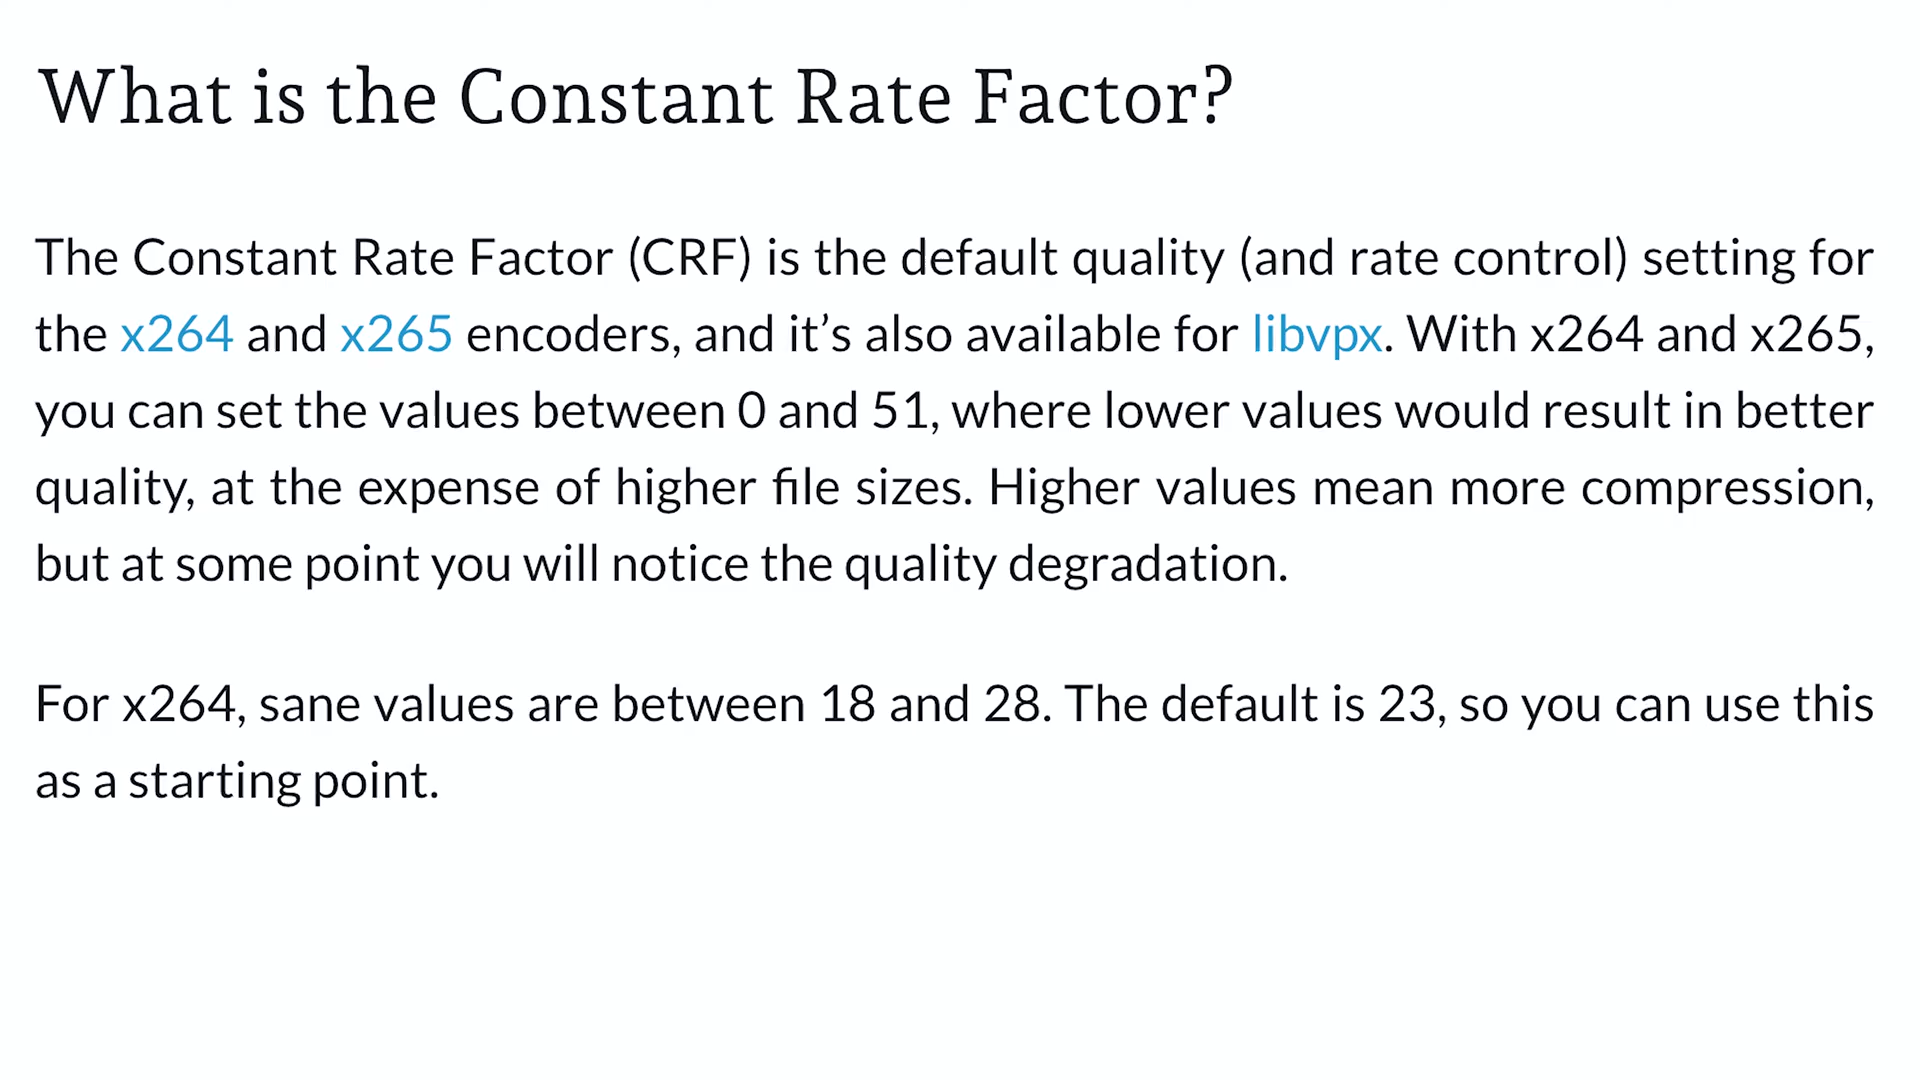 What is the Constant Rate Factor?
The Constant Rate Factor (CRF) is the default quality (and rate control) setting for
the x264 and x265 encoders, and it’s also available for libvpx. With x264 and x265,
you can set the values between 0 and 51, where lower values would result in better
quality, at the expense of higher file sizes. Higher values mean more compression,
but at some point you will notice the quality degradation.
For x264, sane values are between 18 and 28. The default is 23, so you can use this
as a starting point.